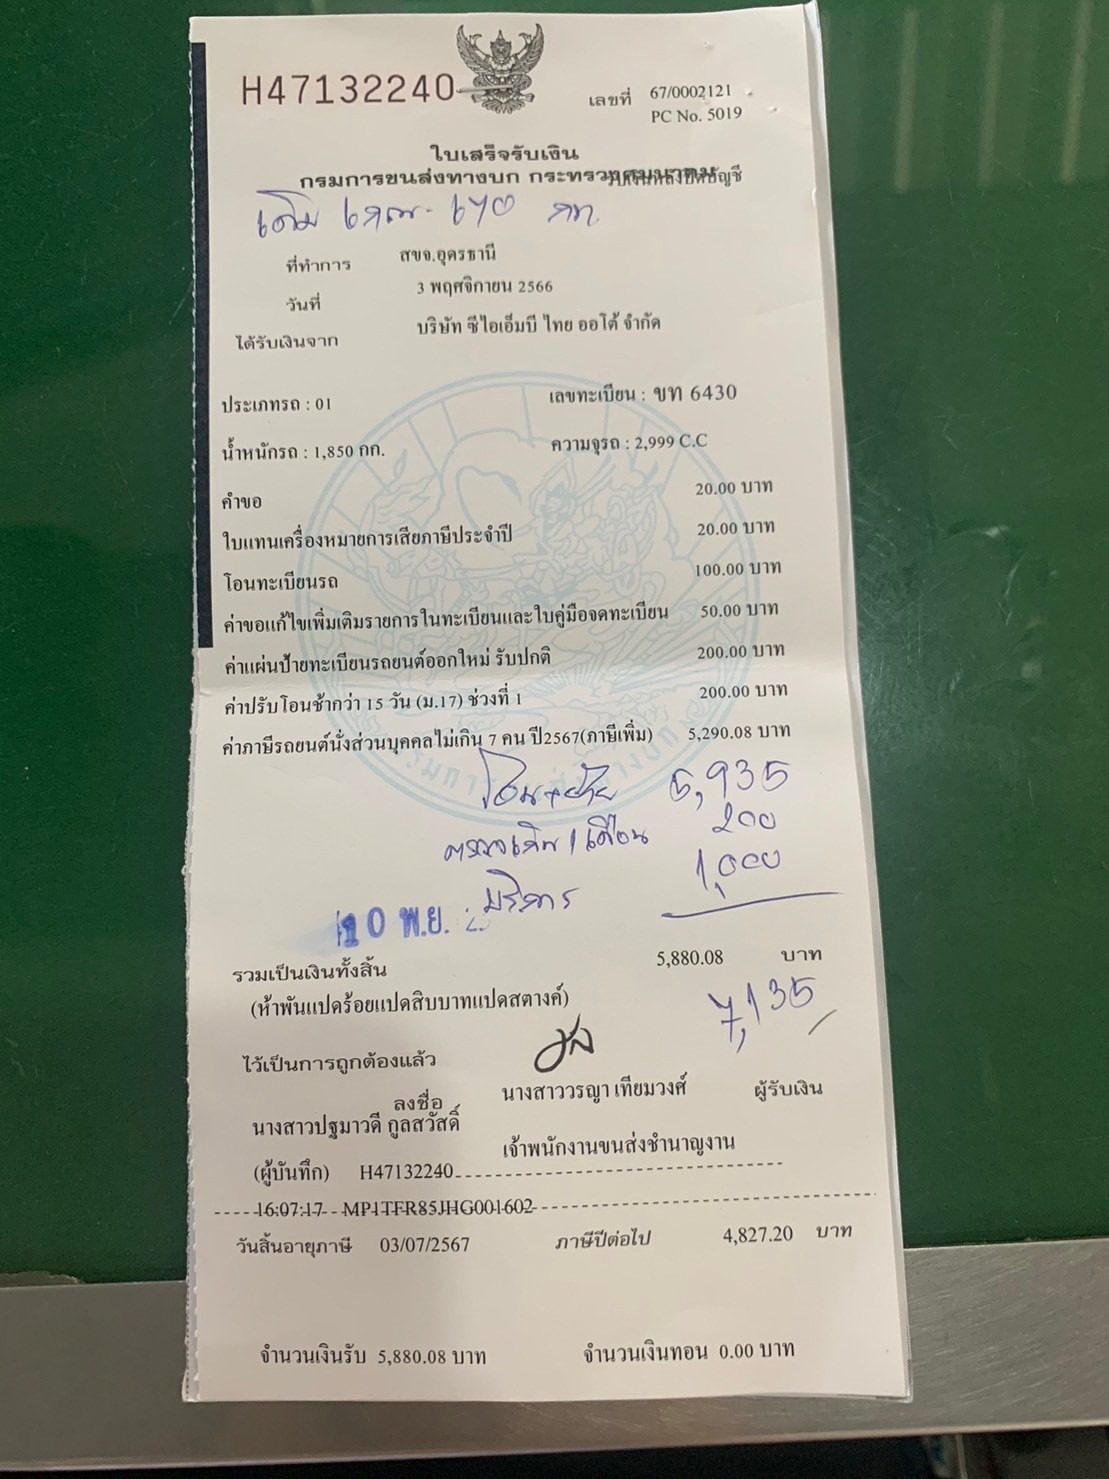 H47132240
เลขที่ 67/0002121
PC No. 5019
ใบเสร็จรับเงิน
กรมการขนส่งทางบก กระทรวงคมนาคม
ที่ทำการ สขจ.อุดรธานี
วันที่ 3 พฤศจิกายน 2566
ได้รับเงินจาก บริษัท ซีไอเอ็มบี ไทย ออโต้ จำกัด
ประเภทรถ : 01 เลขทะเบียน : ขท 6430
น้ำหนักรถ : 1,850 กก. ความจุรถ : 2,999 C.C
คำขอ 20.00 บาท
ใบแทนเครื่องหมายการเสียภาษีประจำปี 20.00 บาท
โอนทะเบียนรถ 100.00 บาท
ค่าขอแก้ไขเพิ่มเติมรายการในทะเบียนและใบคู่มือจดทะเบียน 50.00 บาท
ค่าแผ่นป้ายทะเบียนรถยนต์ออกใหม่ รับปกติ 200.00 บาท
ค่าปรับโอนช้ากว่า 15 วัน (ม.17) ช่วงที่ 1 200.00 บาท
ค่าภาษีรถยนต์นั่งส่วนบุคคลไม่เกิน 7 คน ปี2567(ภาษีเพิ่ม) 5,290.08 บาท
โอน+ย้าย 5,935
ตรวจเกิน 1 เดือน 200
บริการ 1,000
10 พ.ย.
รวมเป็นเงินทั้งสิ้น 5,880.08 บาท
(ห้าพันแปดร้อยแปดสิบบาทแปดสตางค์) 7,135
ไว้เป็นการถูกต้องแล้ว
ลงชื่อ นางสาววรญา เทียมวงศ์ ผู้รับเงิน
นางสาวปฐมาวดี กูลสวัสดิ์
เจ้าพนักงานขนส่งชำนาญงาน
(ผู้บันทึก) H47132240
16:07:17 MP1TFR85JHG001602
วันสิ้นอายุภาษี 03/07/2567 ภาษีปีต่อไป 4,827.20 บาท
จำนวนเงินรับ 5,880.08 บาท จำนวนเงินทอน 0.00 บาท